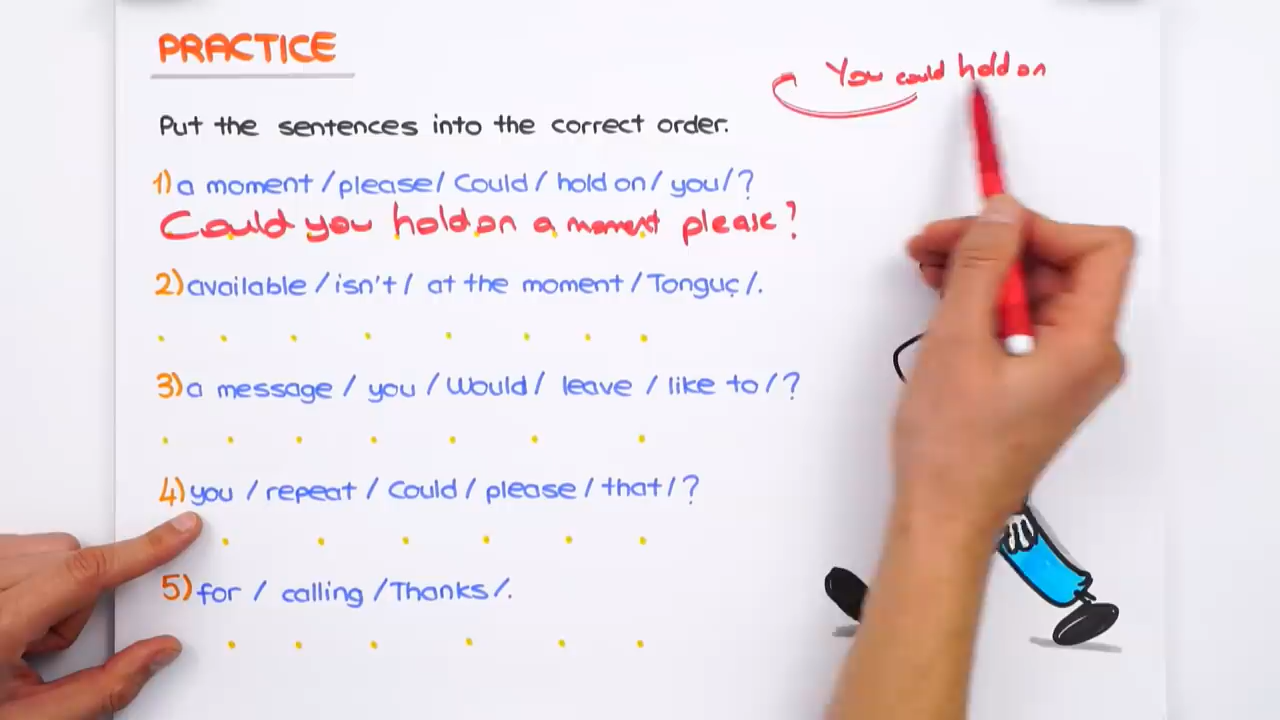 PRACTICE
You could hold on
Put the sentences into the correct order.
1) a moment / please / Could / hold on / you / ?
Could you hold on a moment please?
2) available / isn't / at the moment / Tonguç /.
3) a message / you / Would / leave / like to / ?
4) you / repeat / Could / please / that / ?
5) for / calling / Thanks /.